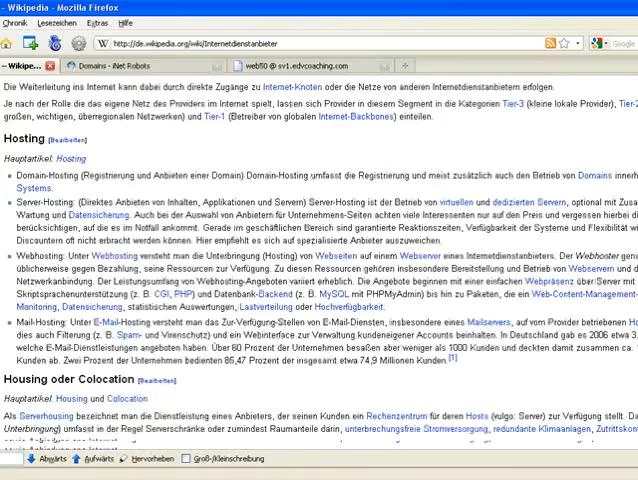 - Wikipedia - Mozilla Firefox
Chronik Lesezeichen Extras Hilfe
W http://de.wikipedia.org/wiki/Internetdienstanbieter Google
– Wikipe... Domains - iNet Robots web50 @ sv1.edvcoaching.com
Die Weiterleitung ins Internet kann dabei durch direkte Zugänge zu Internet-Knoten oder die Netze von anderen Internetdienstanbietern erfolgen.
Je nach der Rolle die das eigene Netz des Providers im Internet spielt, lassen sich Provider in diesem Segment in die Kategorien Tier-3 (kleine lokale Provider), Tier-2
großen, wichtigen, überregionalen Netzwerken) und Tier-1 (Betreiber von globalen Internet-Backbones) einteilen.
Hosting [Bearbeiten]
Hauptartikel: Hosting
Domain-Hosting (Registrierung und Anbieten einer Domain) Domain-Hosting umfasst die Registrierung und meist zusätzlich auch den Betrieb von Domains innerh
Systems.
Server-Hosting: (Direktes Anbieten von Inhalten, Applikationen und Servern) Server-Hosting ist der Betrieb von virtuellen und dedizierten Servern, optional mit Zusa
Wartung und Datensicherung. Auch bei der Auswahl von Anbietern für Unternehmens-Seiten achten viele Interessenten nur auf den Preis und vergessen hierbei di
berücksichtigen, auf die es im Notfall ankommt. Gerade im geschäftlichen Bereich sind garantierte Reaktionszeiten, Verfügbarkeit der Systeme und Flexibilität wi
Discountern oft nicht erbracht werden können. Hier empfiehlt es sich auf spezialisierte Anbieter auszuweichen.
Webhosting: Unter Webhosting versteht man die Unterbringung (Hosting) von Webseiten auf einem Webserver eines Internetdienstanbieters. Der Webhoster gena
üblicherweise gegen Bezahlung, seine Ressourcen zur Verfügung. Zu diesen Ressourcen gehören insbesondere Bereitstellung und Betrieb von Webservern und d
Netzwerkanbindung. Der Leistungsumfang von Webhosting-Angeboten variiert erheblich. Die Angebote beginnen mit einer einfachen Webpräsenz über Server mit
Skriptsprachenunterstützung (z. B. CGI, PHP) und Datenbank-Backend (z. B. MySQL mit PHPMyAdmin) bis hin zu Paketen, die ein Web-Content-Management-
Monitoring, Datensicherung, statistischen Auswertungen, Lastverteilung oder Hochverfügbarkeit.
Mail-Hosting: Unter E-Mail-Hosting versteht man das Zur-Verfügung-Stellen von E-Mail-Diensten, insbesondere eines Mailservers, auf vom Provider betriebenen Ho
dies auch Filterung (z. B. Spam- und Virenschutz) und ein Webinterface zur Verwaltung kundeneigener Accounts beinhalten. In Deutschland gab es 2006 etwa 3.
welche E-Mail-Dienstleistungen angeboten haben. Über 60 Prozent der Unternehmen besaßen aber weniger als 1000 Kunden und deckten damit zusammen ca. 1
Kunden ab. Zwei Prozent der Unternehmen bedienten 85,47 Prozent der insgesamt etwa 74,9 Millionen Kunden.[1]
Housing oder Colocation [Bearbeiten]
Hauptartikel: Housing und Colocation
Als Serverhousing bezeichnet man die Dienstleistung eines Anbieters, der seinen Kunden ein Rechenzentrum für deren Hosts (vulgo: Server) zur Verfügung stellt. Da
Unterbringung) umfasst in der Regel Serverschränke oder zumindest Raumanteile darin, unterbrechungsfreie Stromversorgung, redundante Klimaanlagen, Zutrittskont
sowie Anbindung ans Internet
Abwärts Aufwärts Hervorheben Groß-/Kleinschreibung